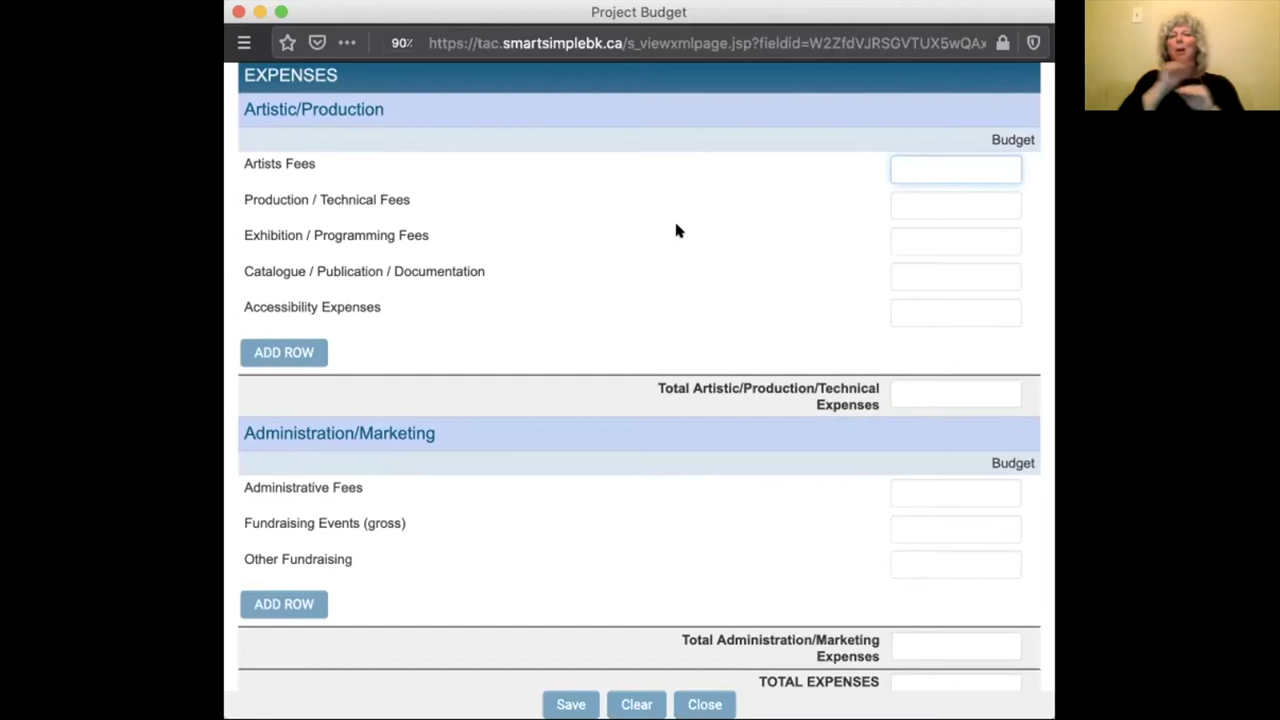 Project Budget
90% https://tac.smartsimplebk.ca/s_viewxmlpage.jsp?fieldid=W2ZfdVJRSGVTUX5wQAx
EXPENSES
Artistic/Production
Budget
Artists Fees
Production / Technical Fees
Exhibition / Programming Fees
Catalogue / Publication / Documentation
Accessibility Expenses
ADD ROW
Total Artistic/Production/Technical
Expenses
Administration/Marketing
Budget
Administrative Fees
Fundraising Events (gross)
Other Fundraising
ADD ROW
Total Administration/Marketing
Expenses
TOTAL EXPENSES
Save Clear Close